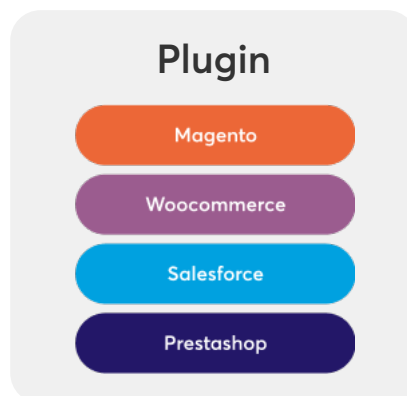 Plugin
Magento
Woocommerce
Salesforce
Prestashop